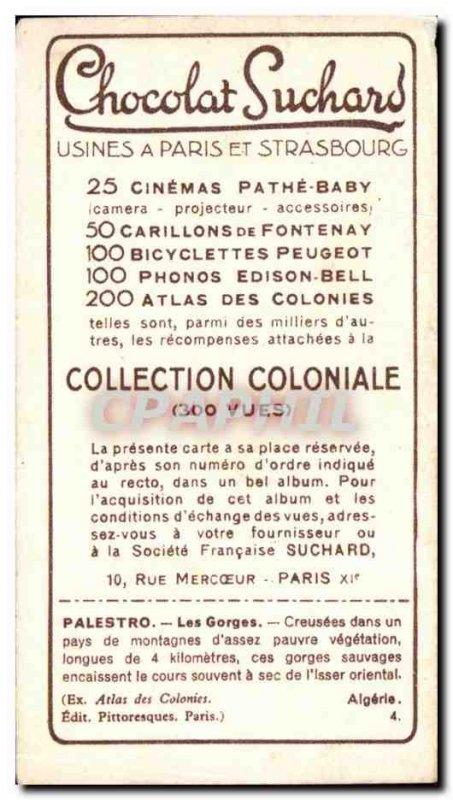 Chocolat Suchard
USINES A PARIS ET STRASBOURG
25 CINÉMAS PATHÉ-BABY
(camera - projecteur - accessoires)
50 CARILLONS DE FONTENAY
100 BICYCLETTES PEUGEOT
100 PHONOS EDISON-BELL
200 ATLAS DES COLONIES
telles sont, parmi des milliers d'au-
tres, les récompenses attachées à la
COLLECTION COLONIALE
(300 VUES)
CPAPHIL
La présente carte a sa place réservée,
d'après son numéro d'ordre indiqué
au recto, dans un bel album. Pour
l'acquisition de cet album et les
conditions d'échange des vues, adres-
sez-vous à votre fournisseur ou
à la Société Française SUCHARD,
10, RUE MERCŒUR - PARIS XIᵉ
PALESTRO. — Les Gorges. — Creusées dans un
pays de montagnes d'assez pauvre végétation,
longues de 4 kilomètres, ces gorges sauvages
encaissent le cours souvent à sec de l'Isser oriental.
(Ex. Atlas des Colonies. Algérie.
Édit. Pittoresques. Paris.) 4.